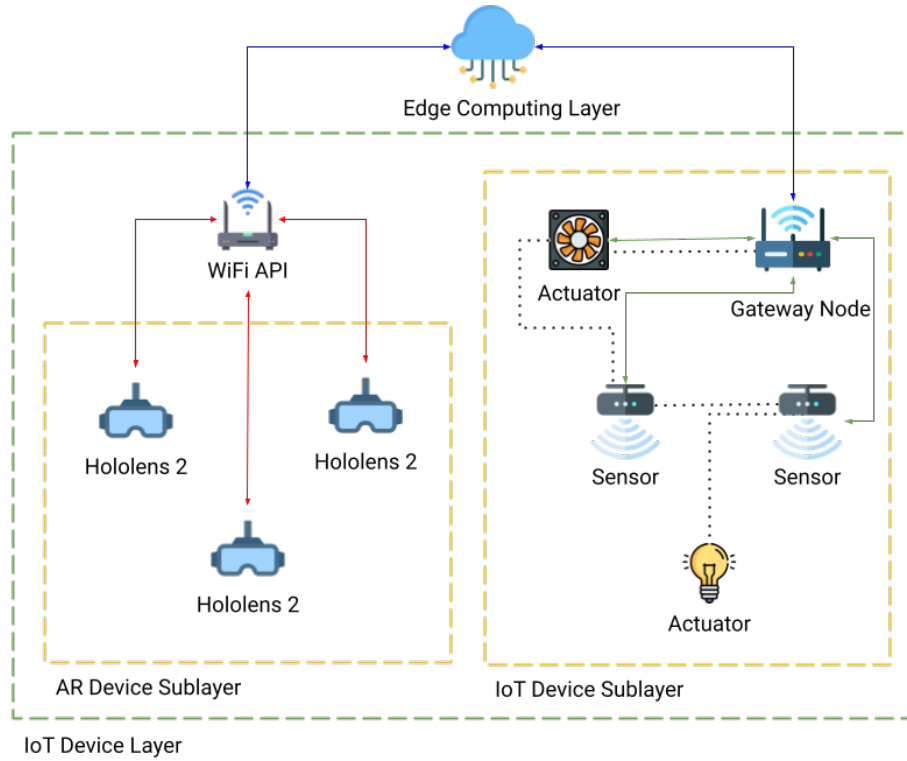 Edge Computing Layer
WiFi API
Actuator
Gateway Node
Hololens 2
Hololens 2
Sensor
Sensor
Hololens 2
Actuator
AR Device Sublayer
IoT Device Sublayer
IoT Device Layer